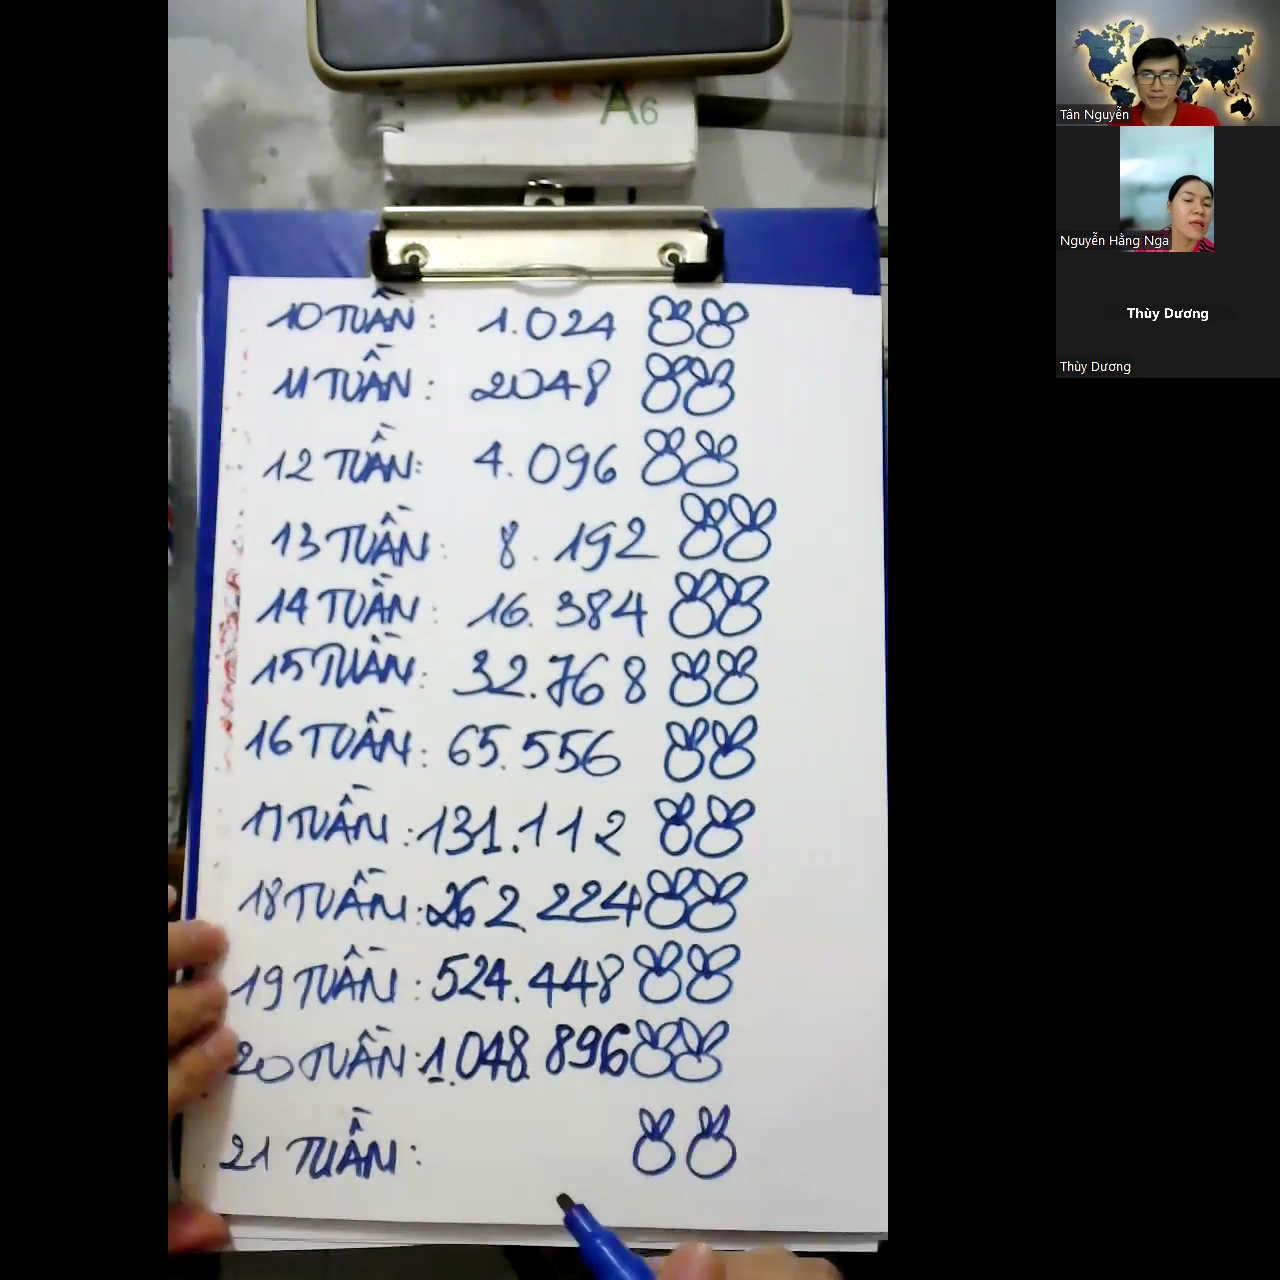 A6
10 TUẦN: 1.024
11 TUẦN: 2048
12 TUẦN: 4.096
13 TUẦN: 8.192
14 TUẦN: 16.384
15 TUẦN: 32.768
16 TUẦN: 65.556
17 TUẦN: 131.112
18 TUẦN: 262.224
19 TUẦN: 524.448
20 TUẦN: 1.048.896
21 TUẦN:
Tân Nguyễn
Nguyễn Hằng Nga
Thùy Dương
Thùy Dương